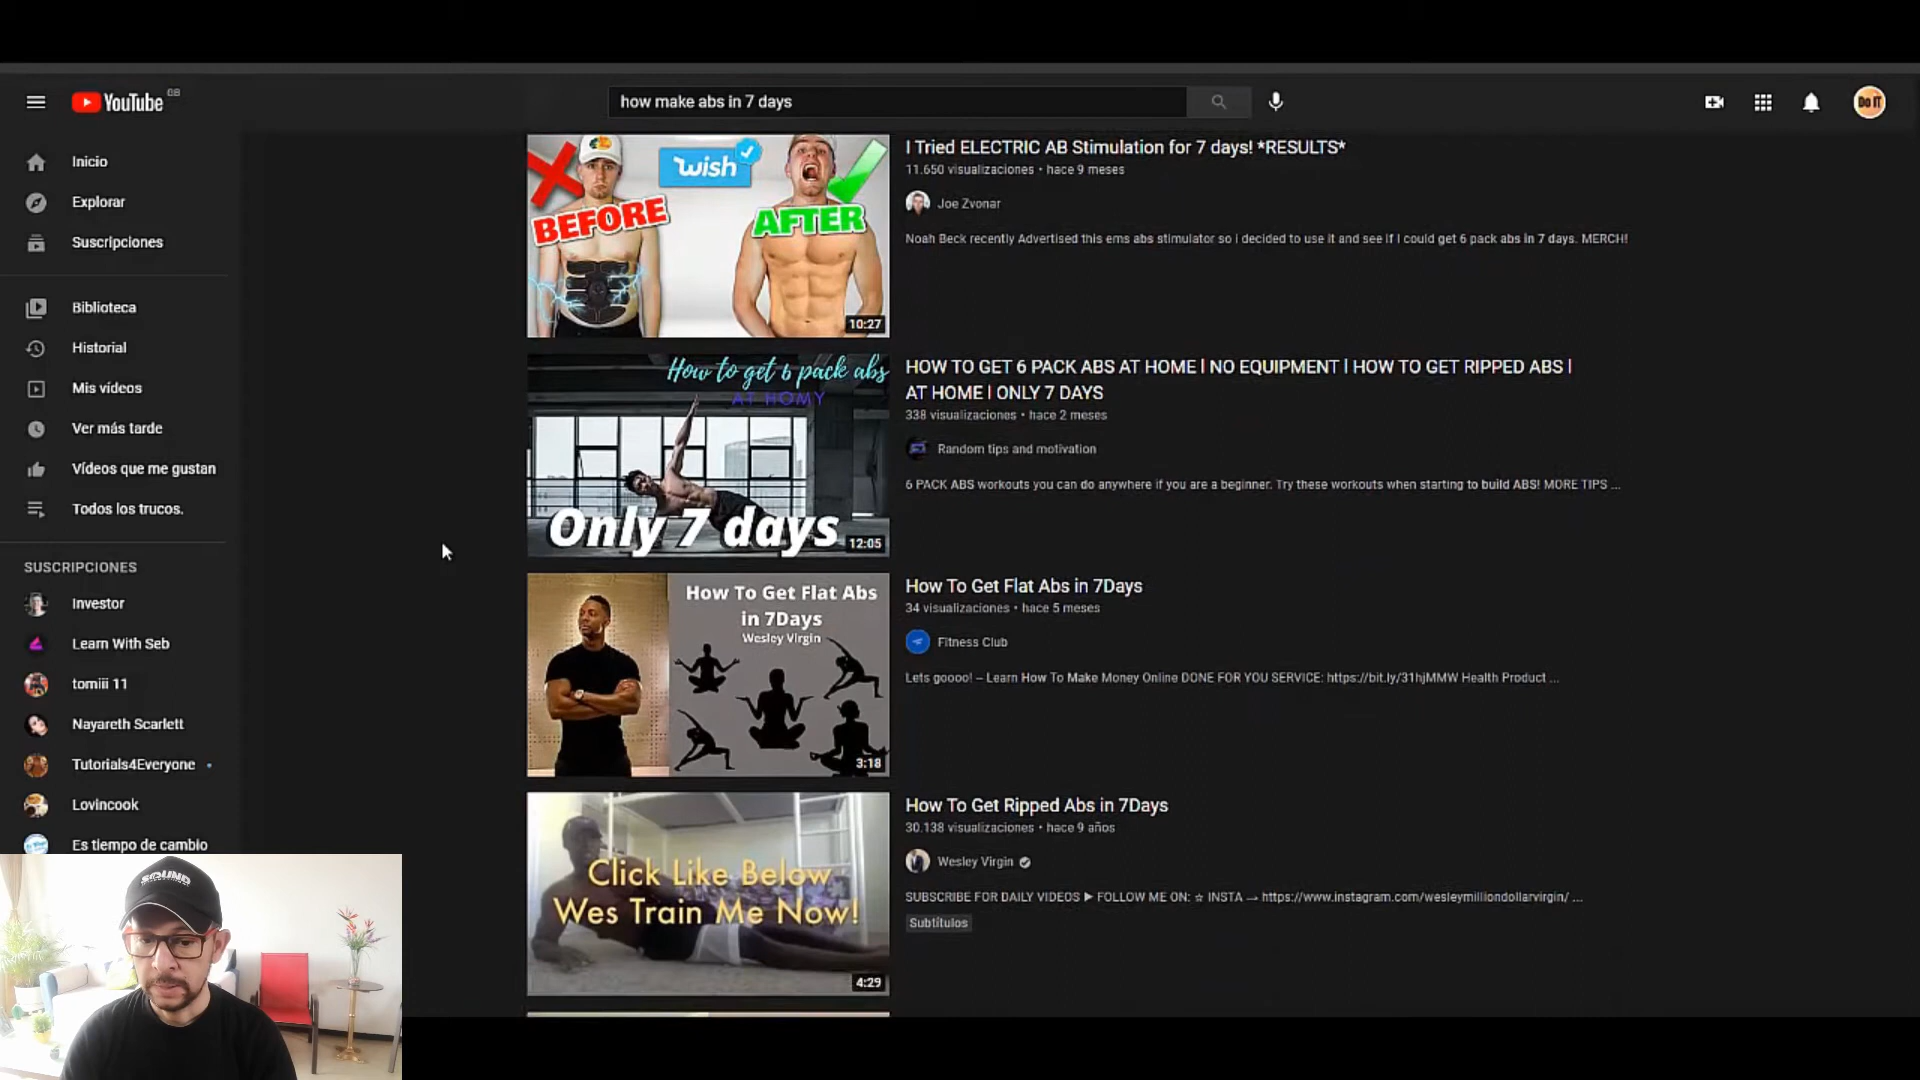 YouTube GB
how make abs in 7 days
DO IT
Inicio
Explorar
Suscripciones
Biblioteca
Historial
Mis vídeos
Ver más tarde
Vídeos que me gustan
Todos los trucos.
SUSCRIPCIONES
Investor
Learn With Seb
tomiii 11
Nayareth Scarlett
Tutorials4Everyone
Lovincook
Es tiempo de cambio
SOUND
wish
BEFORE
AFTER
10:27
I Tried ELECTRIC AB Stimulation for 7 days! *RESULTS*
11.650 visualizaciones • hace 9 meses
Joe Zvonar
Noah Beck recently Advertised this ems abs stimulator so i decided to use it and see if I could get 6 pack abs in 7 days. MERCH!
How to get 6 pack abs
AT HOMY
Only 7 days
12:05
HOW TO GET 6 PACK ABS AT HOME l NO EQUIPMENT l HOW TO GET RIPPED ABS l
AT HOME l ONLY 7 DAYS
338 visualizaciones • hace 2 meses
Random tips and motivation
6 PACK ABS workouts you can do anywhere if you are a beginner. Try these workouts when starting to build ABS! MORE TIPS ...
How To Get Flat Abs
in 7Days
Wesley Virgin
3:18
How To Get Flat Abs in 7Days
34 visualizaciones • hace 5 meses
Fitness Club
Lets goooo! – Learn How To Make Money Online DONE FOR YOU SERVICE: https://bit.ly/31hjMMW Health Product ...
Click Like Below
Wes Train Me Now!
4:29
How To Get Ripped Abs in 7Days
30.138 visualizaciones • hace 9 años
Wesley Virgin
SUBSCRIBE FOR DAILY VIDEOS ► FOLLOW ME ON: ☆ INSTA → https://www.instagram.com/wesleymilliondollarvirgin/ ...
Subtítulos